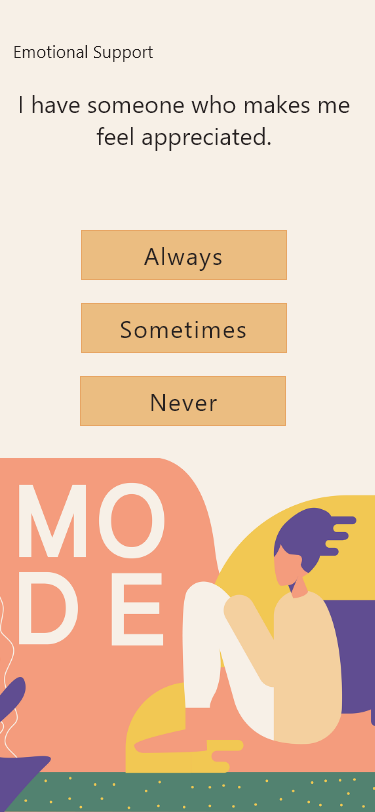 Emotional Support
I have someone who makes me
feel appreciated.
Always
Sometimes
Never
MO
DE